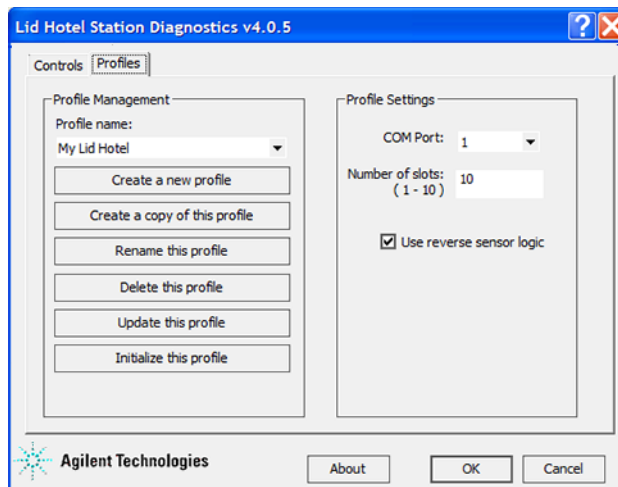 Lid Hotel Station Diagnostics v4.0.5
Controls
Profiles
Profile Management
Profile name:
My Lid Hotel
Create a new profile
Create a copy of this profile
Rename this profile
Delete this profile
Update this profile
Initialize this profile
Profile Settings
COM Port: 1
Number of slots: 10
( 1 - 10 )
Use reverse sensor logic
Agilent Technologies
About
OK
Cancel